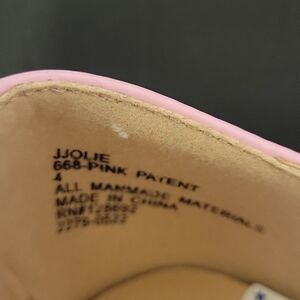 JJOLIE
668-PINK PATENT
4
ALL MANMADE MATERIALS
MADE IN CHINA